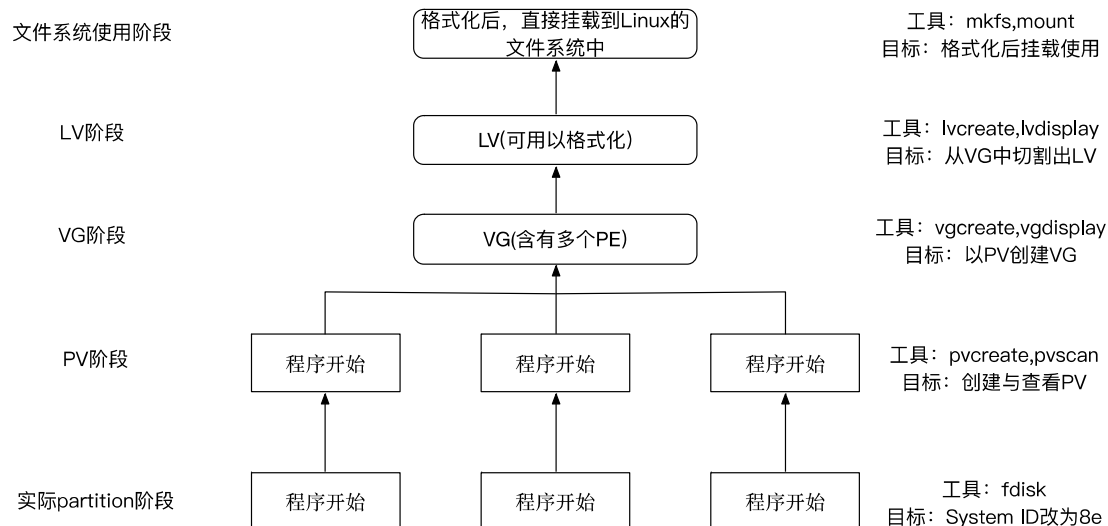 文件系统使用阶段
格式化后，直接挂载到Linux的
文件系统中
工具：mkfs,mount
目标：格式化后挂载使用
LV阶段
LV(可用以格式化)
工具：lvcreate,lvdisplay
目标：从VG中切割出LV
VG阶段
VG(含有多个PE)
工具：vgcreate,vgdisplay
目标：以PV创建VG
PV阶段
程序开始
程序开始
程序开始
工具：pvcreate,pvscan
目标：创建与查看PV
实际partition阶段
程序开始
程序开始
程序开始
工具：fdisk
目标：System ID改为8e